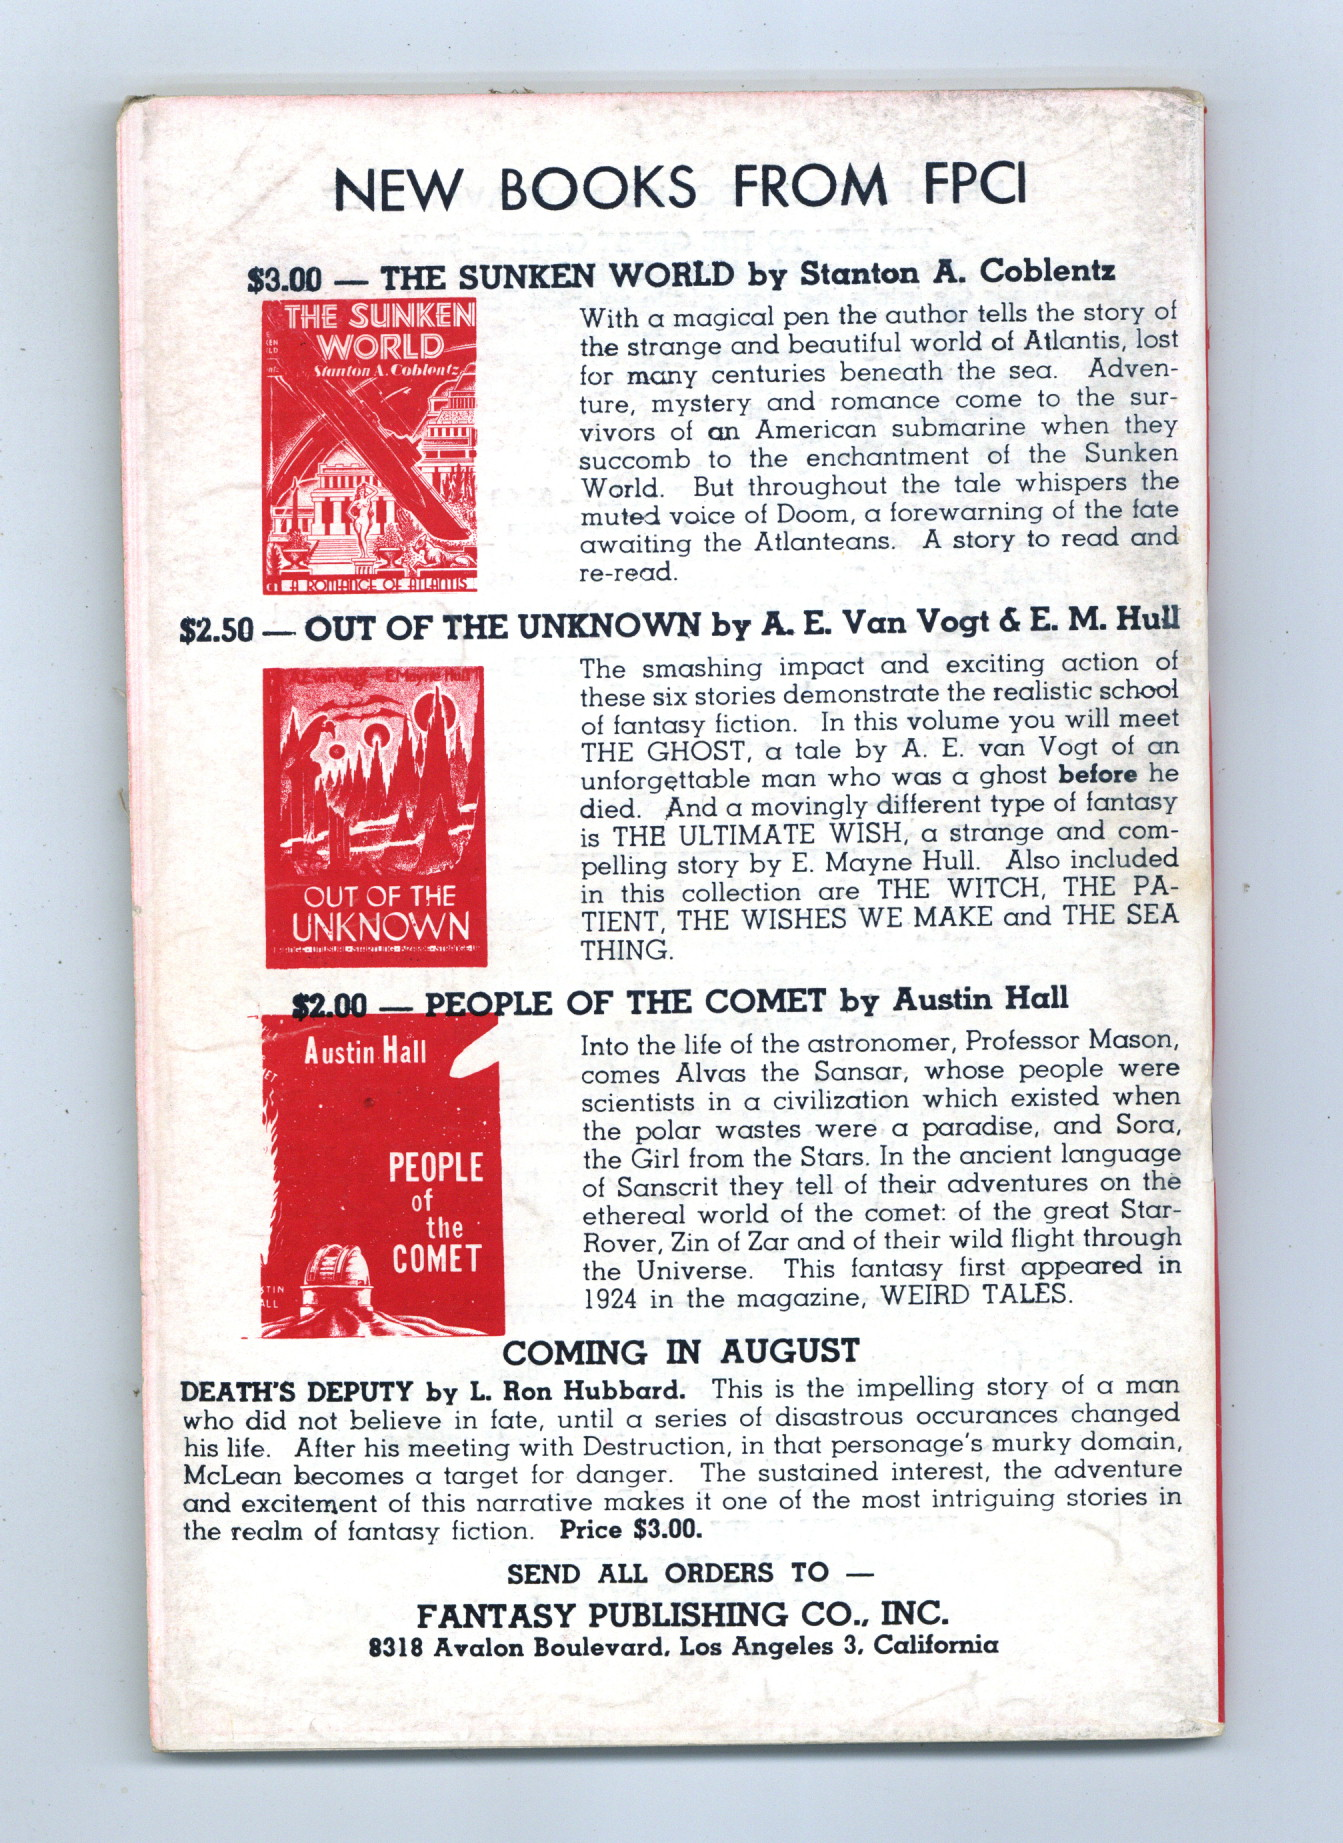 NEW BOOKS FROM FPCI
$3.00 — THE SUNKEN WORLD by Stanton A. Coblentz
THE SUNKEN
WORLD
Stanton A. Coblentz
A ROMANCE OF ATLANTIS
With a magical pen the author tells the story of
the strange and beautiful world of Atlantis, lost
for many centuries beneath the sea. Adven-
ture, mystery and romance come to the sur-
vivors of an American submarine when they
succomb to the enchantment of the Sunken
World. But throughout the tale whispers the
muted voice of Doom, a forewarning of the fate
awaiting the Atlanteans. A story to read and
re-read.
$2.50 — OUT OF THE UNKNOWN by A. E. Van Vogt & E. M. Hull
A.E. van Vogt E. Mayne Hull
OUT OF THE
UNKNOWN
UNUSUAL - STARTLING - BIZARRE - STRANGE
The smashing impact and exciting action of
these six stories demonstrate the realistic school
of fantasy fiction. In this volume you will meet
THE GHOST, a tale by A. E. van Vogt of an
unforgettable man who was a ghost before he
died. And a movingly different type of fantasy
is THE ULTIMATE WISH, a strange and com-
pelling story by E. Mayne Hull. Also included
in this collection are THE WITCH, THE PA-
TIENT, THE WISHES WE MAKE and THE SEA
THING.
$2.00 — PEOPLE OF THE COMET by Austin Hall
Austin Hall
PEOPLE
of
the
COMET
Into the life of the astronomer, Professor Mason,
comes Alvas the Sansar, whose people were
scientists in a civilization which existed when
the polar wastes were a paradise, and Sora,
the Girl from the Stars. In the ancient language
of Sanscrit they tell of their adventures on the
ethereal world of the comet: of the great Star-
Rover, Zin of Zar and of their wild flight through
the Universe. This fantasy first appeared in
1924 in the magazine, WEIRD TALES.
COMING IN AUGUST
DEATH'S DEPUTY by L. Ron Hubbard. This is the impelling story of a man
who did not believe in fate, until a series of disastrous occurances changed
his life. After his meeting with Destruction, in that personage's murky domain,
McLean becomes a target for danger. The sustained interest, the adventure
and excitement of this narrative makes it one of the most intriguing stories in
the realm of fantasy fiction. Price $3.00.
SEND ALL ORDERS TO —
FANTASY PUBLISHING CO., INC.
8318 Avalon Boulevard, Los Angeles 3, California